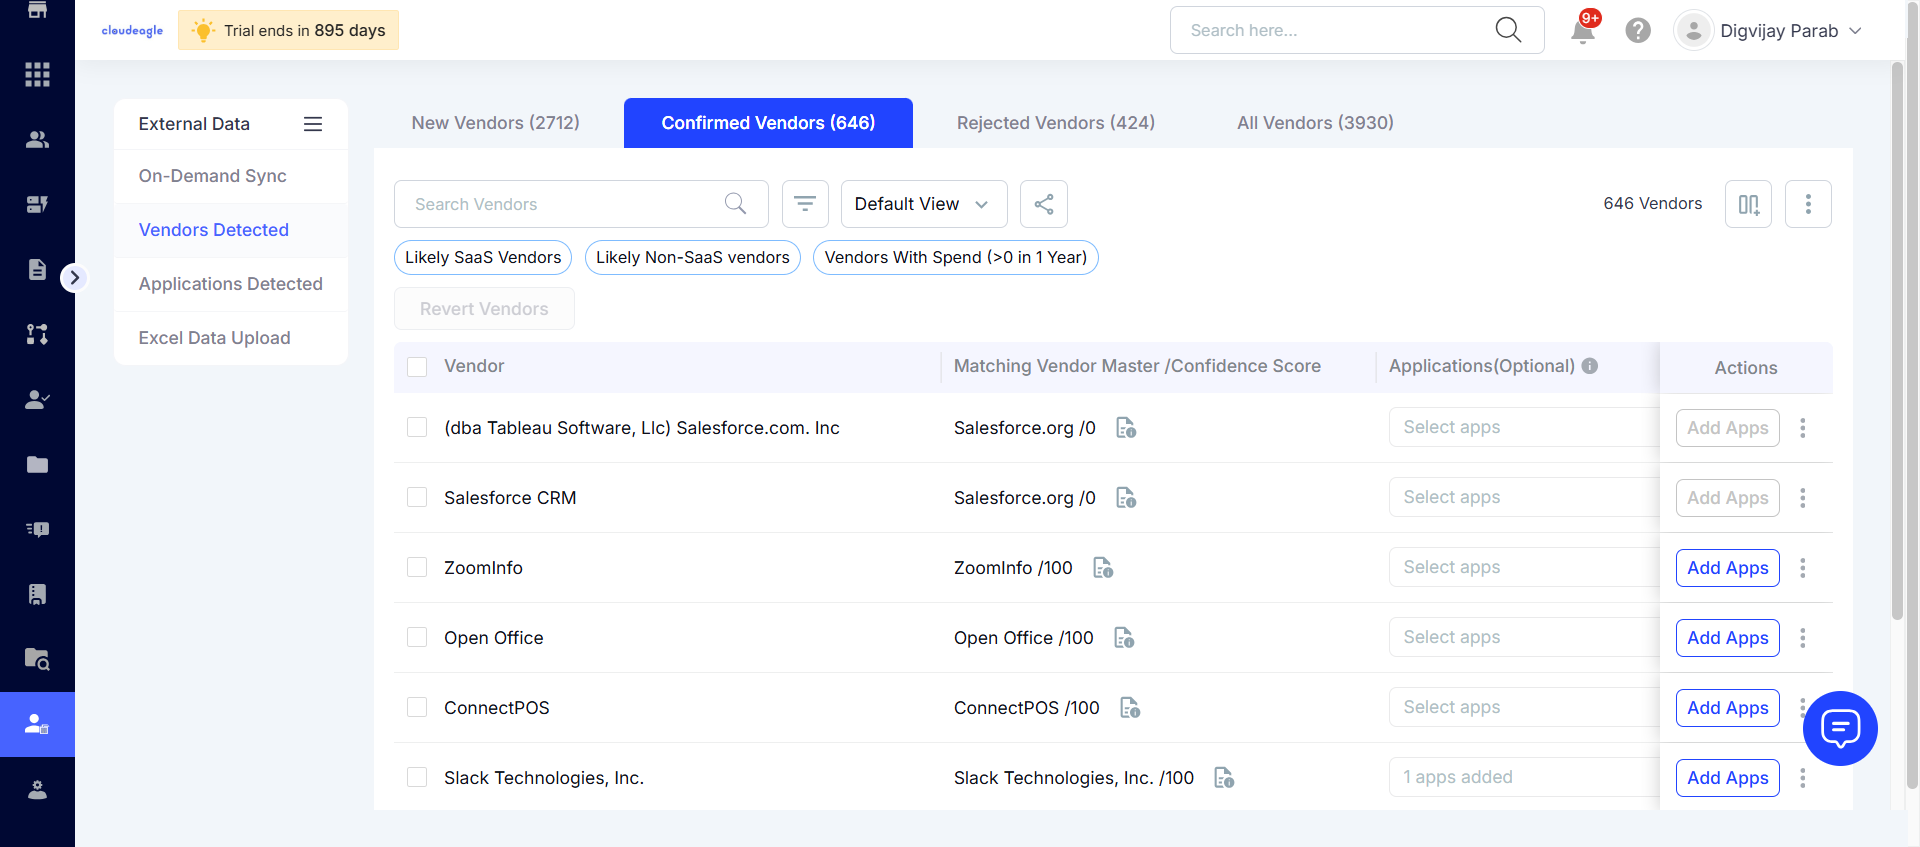 cloudeagle
Trial ends in 895 days
Search here...
9+
Digvijay Parab
External Data
On-Demand Sync
Vendors Detected
Applications Detected
Excel Data Upload
New Vendors (2712)
Confirmed Vendors (646)
Rejected Vendors (424)
All Vendors (3930)
Search Vendors
Default View
646 Vendors
Likely SaaS Vendors
Likely Non-SaaS vendors
Vendors With Spend (>0 in 1 Year)
Revert Vendors
Vendor
Matching Vendor Master /Confidence Score
Applications(Optional)
Actions
(dba Tableau Software, Llc) Salesforce.com. Inc
Salesforce.org /0
Select apps
Add Apps
Salesforce CRM
Salesforce.org /0
Select apps
Add Apps
ZoomInfo
ZoomInfo /100
Select apps
Add Apps
Open Office
Open Office /100
Select apps
Add Apps
ConnectPOS
ConnectPOS /100
Select apps
Add Apps
Slack Technologies, Inc.
Slack Technologies, Inc. /100
1 apps added
Add Apps